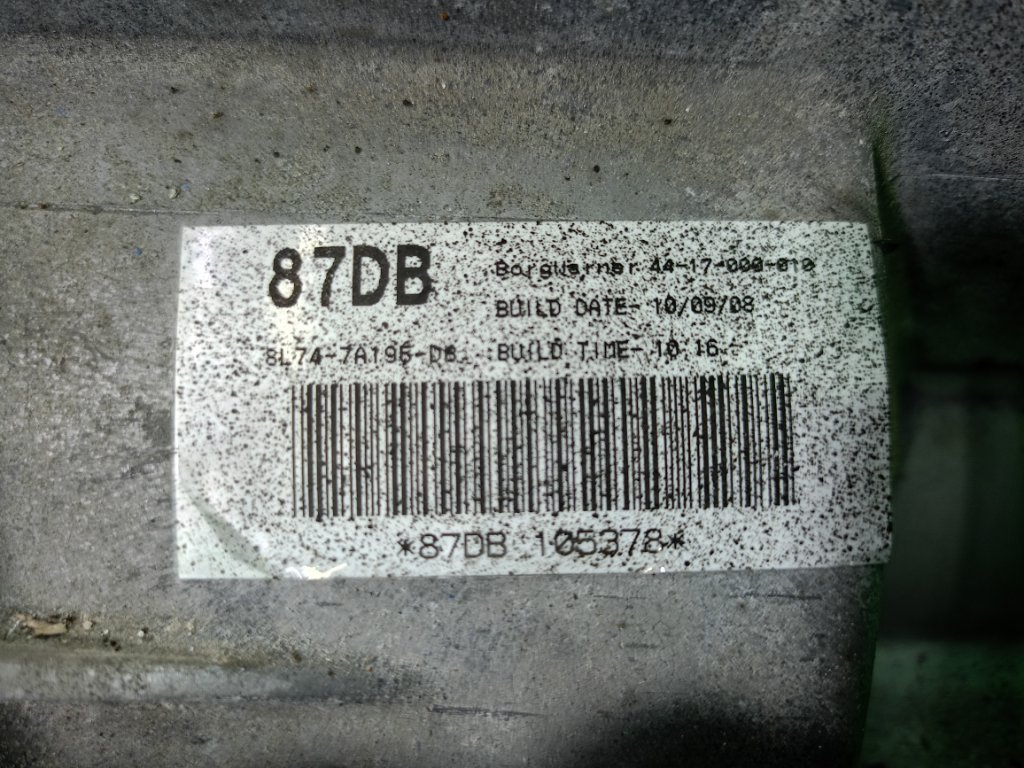 87DB
BorgWarner 44-17-000-010
BUILD DATE- 10/09/08
8L74-7A195-DB
BUILD TIME- 10:16
*87DB 105378*